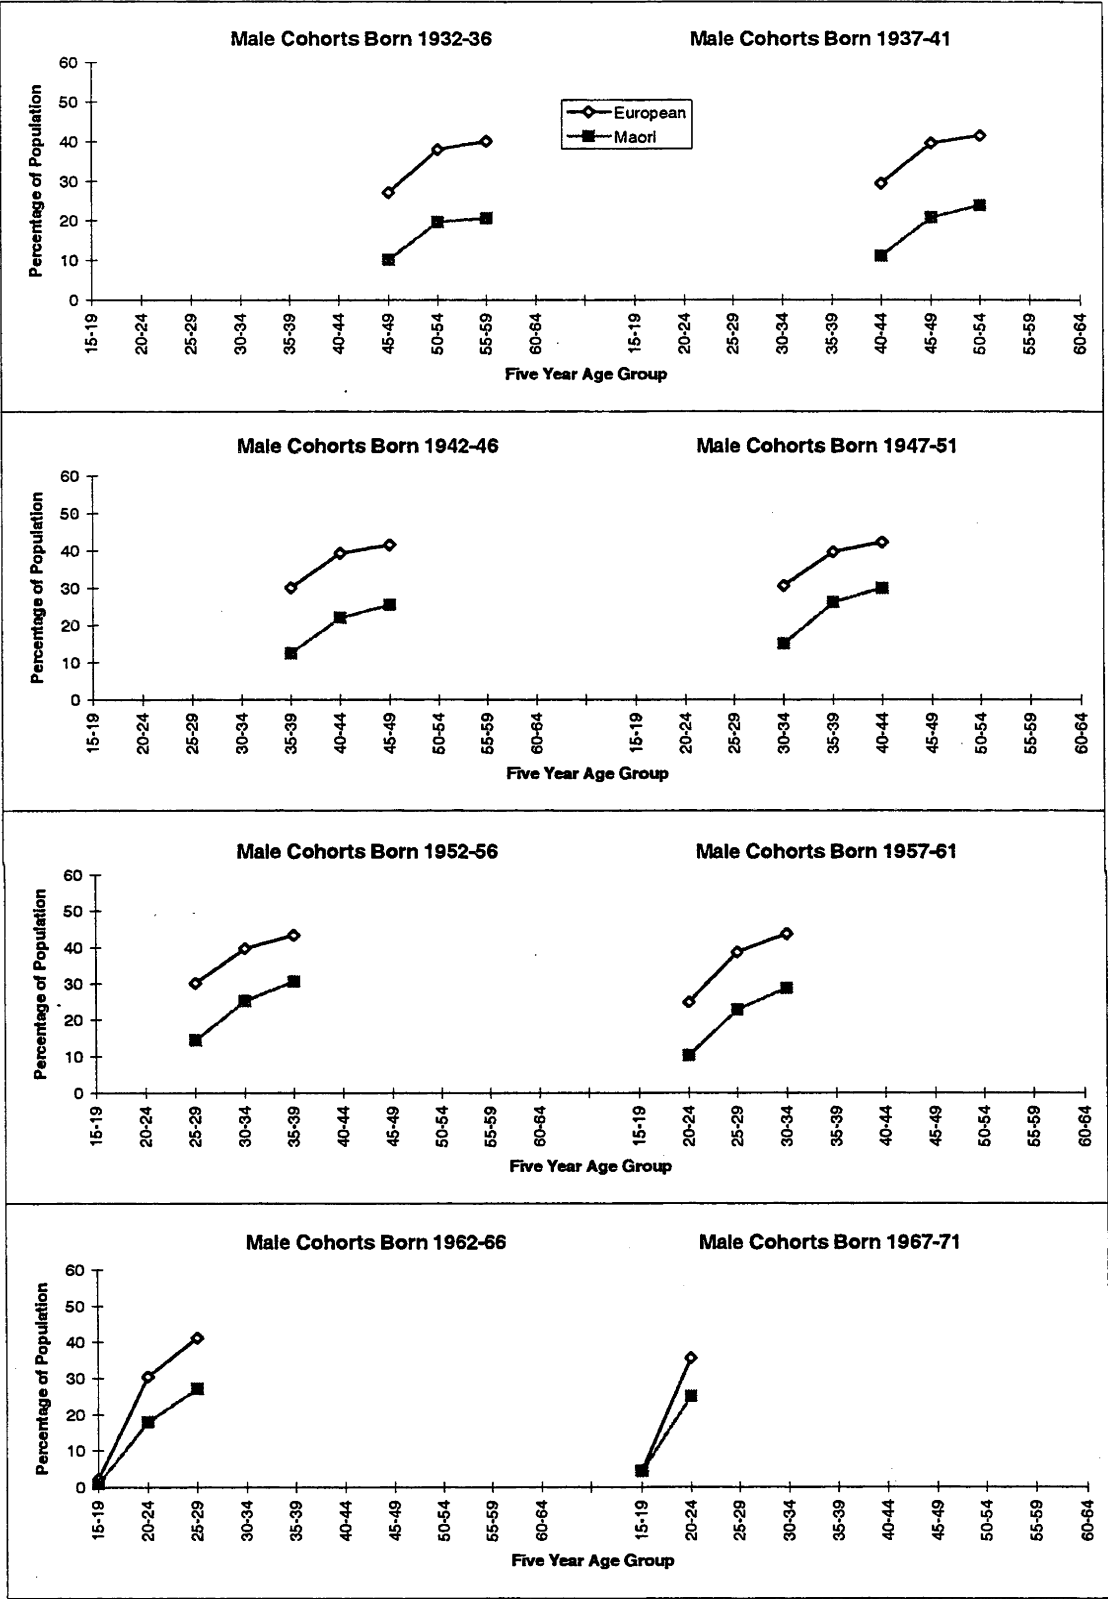 Male Cohorts Born 1932-36
Male Cohorts Born 1937-41
Percentage of Population
60
50
40
30
20
10
0
European
Maori
15-19 20-24 25-29 30-34 35-39 40-44 45-49 50-54 55-59 60-64 15-19 20-24 25-29 30-34 35-39 40-44 45-49 50-54 55-59 60-64
Five Year Age Group
Male Cohorts Born 1942-46
Male Cohorts Born 1947-51
Percentage of Population
60
50
40
30
20
10
0
15-19 20-24 25-29 30-34 35-39 40-44 45-49 50-54 55-59 60-64 15-19 20-24 25-29 30-34 35-39 40-44 45-49 50-54 55-59 60-64
Five Year Age Group
Male Cohorts Born 1952-56
Male Cohorts Born 1957-61
Percentage of Population
60
50
40
30
20
10
0
15-19 20-24 25-29 30-34 35-39 40-44 45-49 50-54 55-59 60-64 15-19 20-24 25-29 30-34 35-39 40-44 45-49 50-54 55-59 60-64
Five Year Age Group
Male Cohorts Born 1962-66
Male Cohorts Born 1967-71
Percentage of Population
60
50
40
30
20
10
0
15-19 20-24 25-29 30-34 35-39 40-44 45-49 50-54 55-59 60-64 15-19 20-24 25-29 30-34 35-39 40-44 45-49 50-54 55-59 60-64
Five Year Age Group